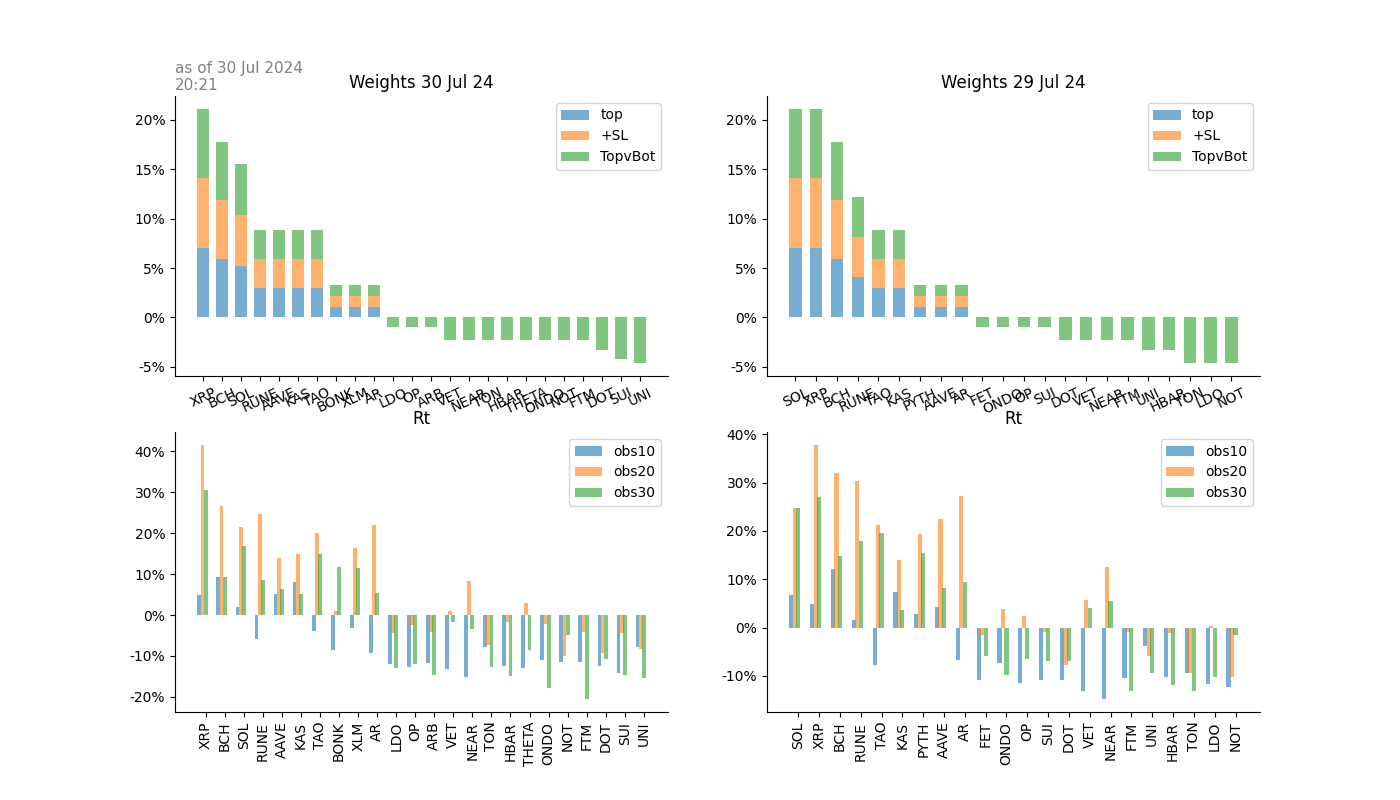 as of 30 Jul 2024
20:21
Weights 30 Jul 24
20%
15%
10%
5%
0%
-5%
top
+SL
TopvBot
XRP BCH SOL RUNE AAVE KAS TAO BONK XLM AR LDO OP ARB VET NEAR TON HBAR THETA ONDO NOT FTM DOT SUI UNI
Weights 29 Jul 24
20%
15%
10%
5%
0%
-5%
top
+SL
TopvBot
SOL XRP BCH RUNE TAO KAS PYTH AAVE AR FET ONDO OP SUI DOT VET NEAR FTM UNI HBAR TON LDO NOT
Rt
40%
30%
20%
10%
0%
-10%
-20%
obs10
obs20
obs30
XRP BCH SOL RUNE AAVE KAS TAO BONK XLM AR LDO OP ARB VET NEAR TON HBAR THETA ONDO NOT FTM DOT SUI UNI
Rt
40%
30%
20%
10%
0%
-10%
obs10
obs20
obs30
SOL XRP BCH RUNE TAO KAS PYTH AAVE AR FET ONDO OP SUI DOT VET NEAR FTM UNI HBAR TON LDO NOT